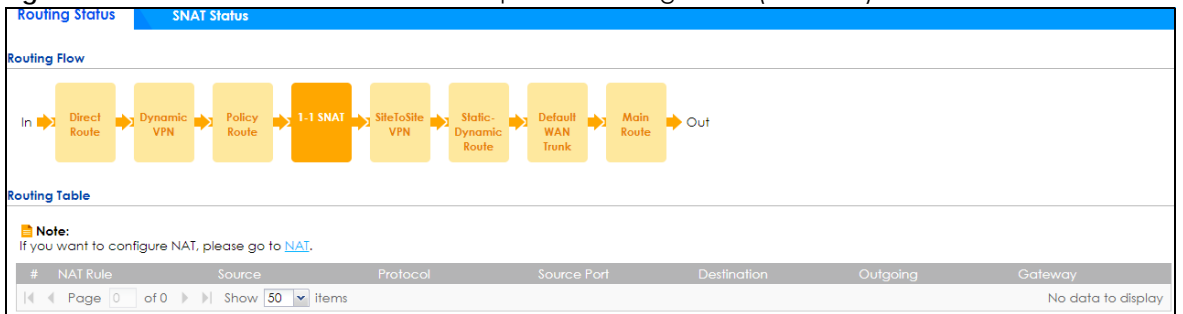 Routing Status SNAT Status
Routing Flow
In Direct Route Dynamic VPN Policy Route 1-1 SNAT SiteToSite VPN Static-Dynamic Route Default WAN Trunk Main Route Out
Routing Table
Note:
If you want to configure NAT, please go to NAT.
# NAT Rule Source Protocol Source Port Destination Outgoing Gateway
Page 0 of 0 Show 50 items No data to display